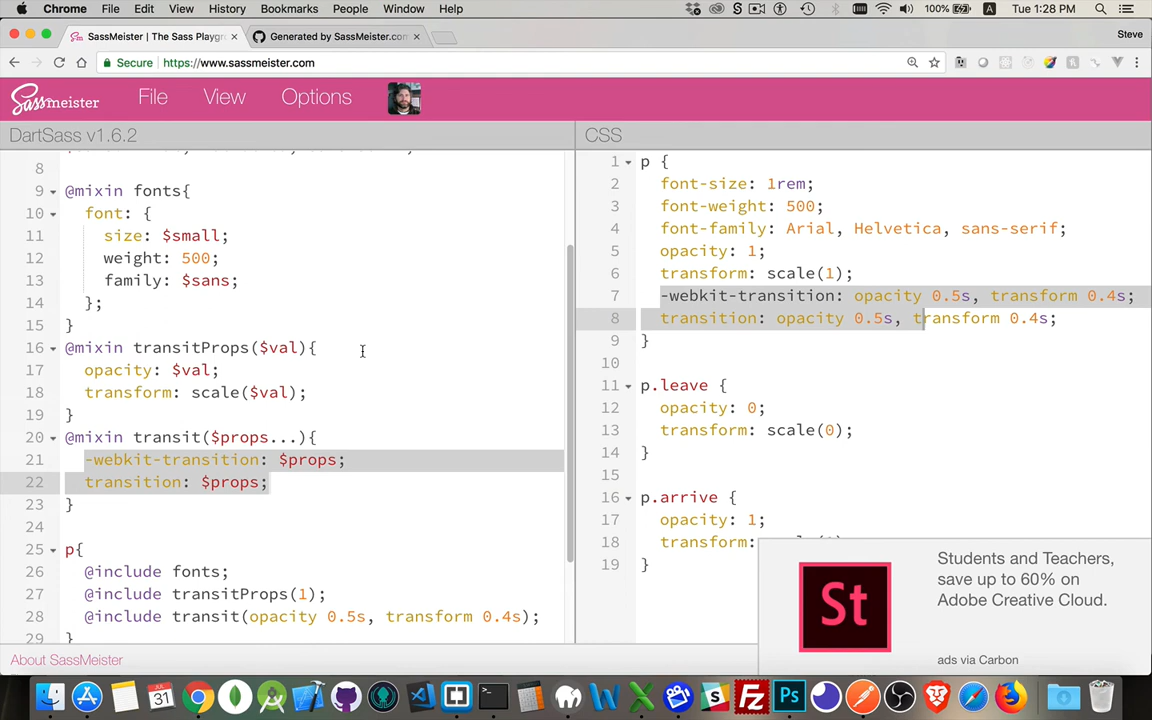 Chrome File Edit View History Bookmarks People Window Help 100% A Tue 1:28 PM
SassMeister | The Sass Playgr × Generated by SassMeister.com × Steve
Secure https://www.sassmeister.com
Sassmeister File View Options
DartSass v1.6.2
8
9 @mixin fonts{
10 font: {
11 size: $small;
12 weight: 500;
13 family: $sans;
14 };
15 }
16 @mixin transitProps($val){
17 opacity: $val;
18 transform: scale($val);
19 }
20 @mixin transit($props...){
21 -webkit-transition: $props;
22 transition: $props;
23 }
24
25 p{
26 @include fonts;
27 @include transitProps(1);
28 @include transit(opacity 0.5s, transform 0.4s);
29 }
CSS
1 p {
2 font-size: 1rem;
3 font-weight: 500;
4 font-family: Arial, Helvetica, sans-serif;
5 opacity: 1;
6 transform: scale(1);
7 -webkit-transition: opacity 0.5s, transform 0.4s;
8 transition: opacity 0.5s, transform 0.4s;
9 }
10
11 p.leave {
12 opacity: 0;
13 transform: scale(0);
14 }
15
16 p.arrive {
17 opacity: 1;
18 transform:
19 }
St
Students and Teachers,
save up to 60% on
Adobe Creative Cloud.
ads via Carbon
About SassMeister
JUL
31
W
X
S
Fz
Ps